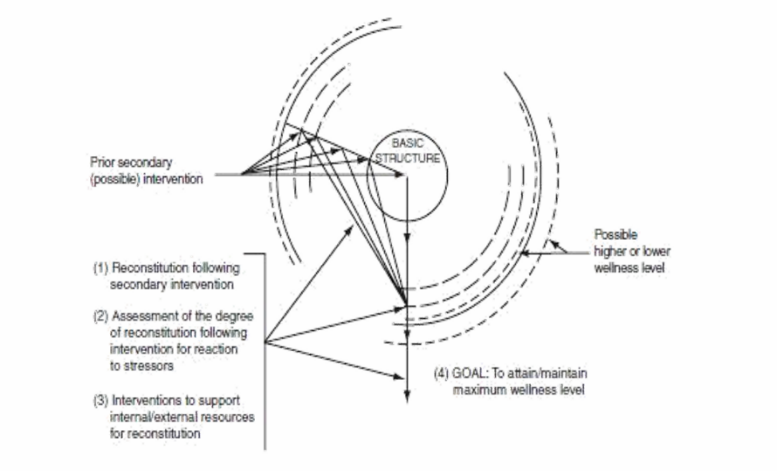 BASIC
STRUCTURE
Prior secondary
(possible) intervention
Possible
higher or lower
wellness level
(1) Reconstitution following
secondary intervention
(2) Assessment of the degree
of reconstitution following
intervention for reaction
to stressors
(3) Interventions to support
internal/external resources
for reconstitution
(4) GOAL: To attain/maintain
maximum wellness level